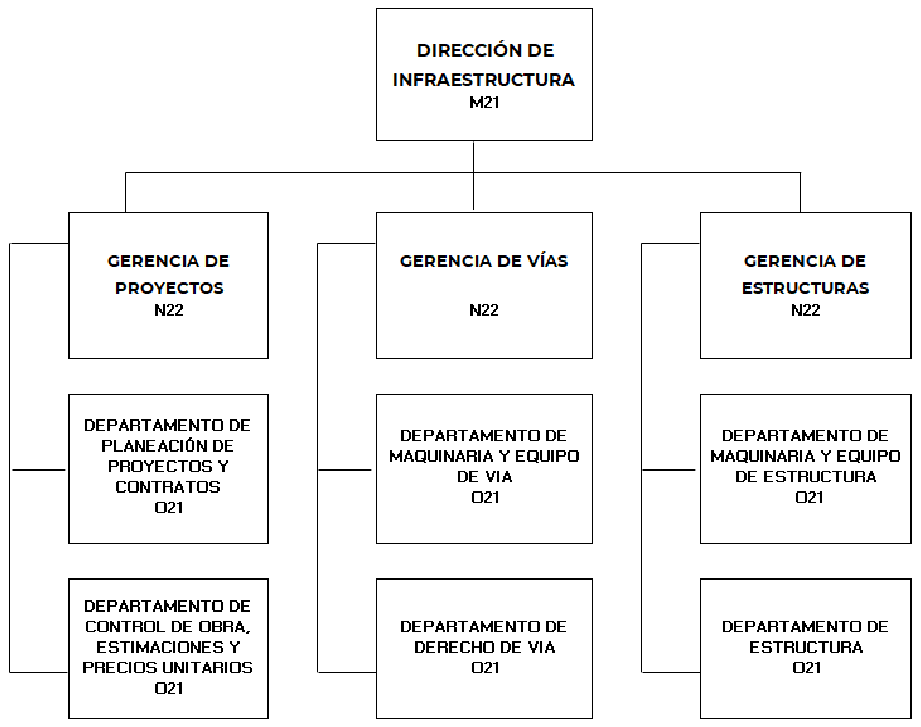 DIRECCIÓN DE
INFRAESTRUCTURA
M21
GERENCIA DE
PROYECTOS
N22
GERENCIA DE VÍAS
N22
GERENCIA DE
ESTRUCTURAS
N22
DEPARTAMENTO DE
PLANEACIÓN DE
PROYECTOS Y
CONTRATOS
O21
DEPARTAMENTO DE
MAQUINARIA Y EQUIPO
DE VIA
O21
DEPARTAMENTO DE
MAQUINARIA Y EQUIPO
DE ESTRUCTURA
O21
DEPARTAMENTO DE
CONTROL DE OBRA,
ESTIMACIONES Y
PRECIOS UNITARIOS
O21
DEPARTAMENTO DE
DERECHO DE VIA
O21
DEPARTAMENTO DE
ESTRUCTURA
O21